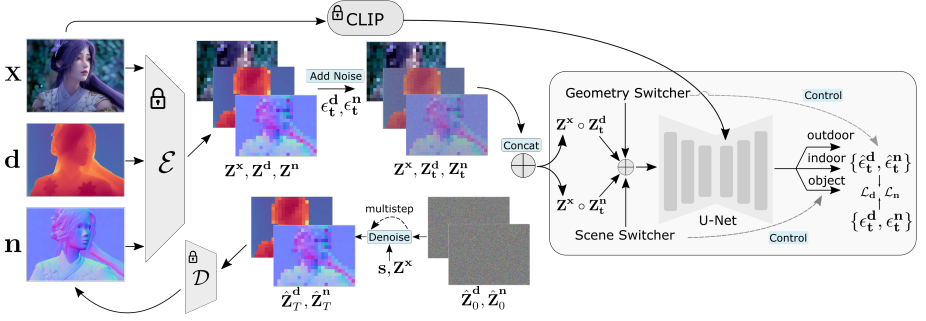 CLIP
x
d
n
ℰ
Add Noise
ϵ_t^d, ϵ_t^n
Z^x, Z^d, Z^n
Z^x, Z_t^d, Z_t^n
Concat
Geometry Switcher
Z^x ∘ Z_t^d
Z^x ∘ Z_t^n
Scene Switcher
U-Net
Control
outdoor
indoor
object
{ϵ̂_t^d, ϵ̂_t^n}
ℒ_d ℒ_n
{ϵ_t^d, ϵ_t^n}
Control
𝒟
Ẑ_T^d, Ẑ_T^n
multistep
Denoise
s, Z^x
Ẑ_0^d, Ẑ_0^n